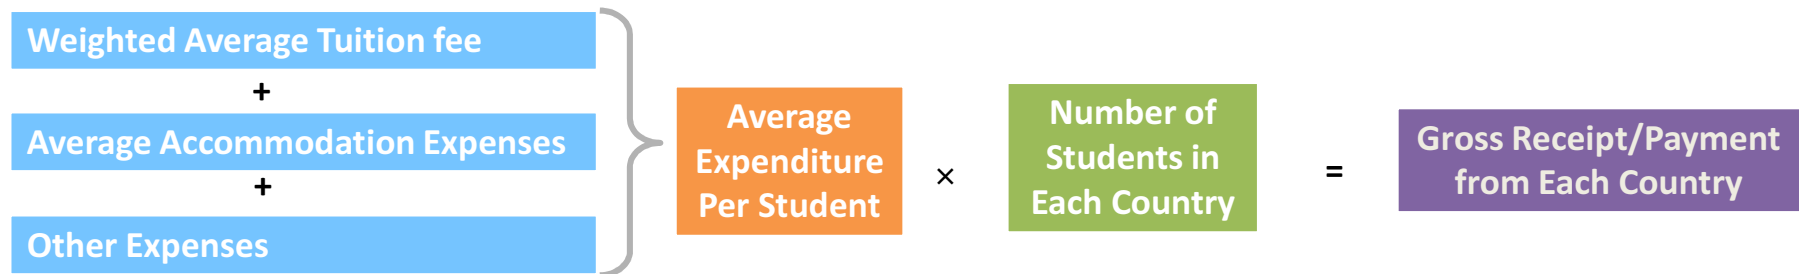 Weighted Average Tuition fee
+
Average Accommodation Expenses
+
Other Expenses
Average
Expenditure
Per Student
×
Number of
Students in
Each Country
=
Gross Receipt/Payment
from Each Country